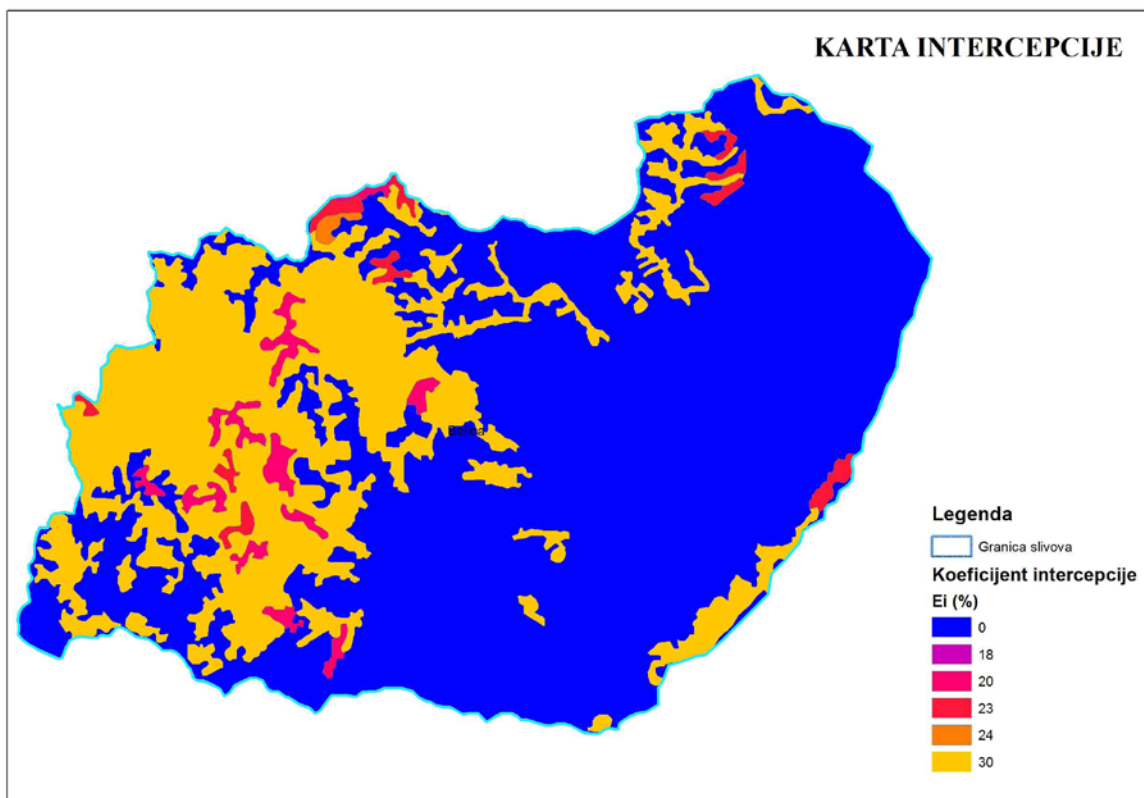 KARTA INTERCEPCIJE
Legenda
Granica slivova
Koeficijent intercepcije
Ei (%)
0
18
20
23
24
30